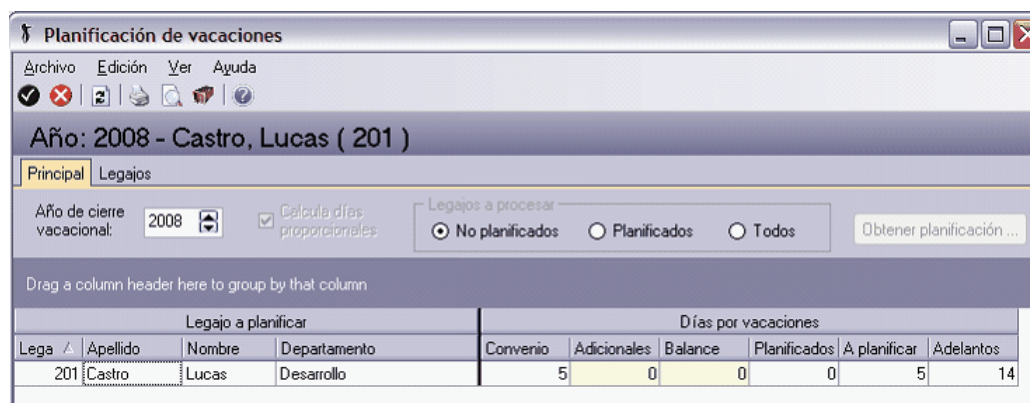 Planificación de vacaciones
Archivo Edición Ver Ayuda
Año: 2008 - Castro, Lucas ( 201 )
Principal Legajos
Año de cierre vacacional: 2008 Calcula días proporcionales Legajos a procesar No planificados Planificados Todos Obtener planificación ...
Drag a column header here to group by that column
Legajo a planificar Días por vacaciones
Lega Apellido Nombre Departamento Convenio Adicionales Balance Planificados A planificar Adelantos
201 Castro Lucas Desarrollo 5 0 0 0 5 14